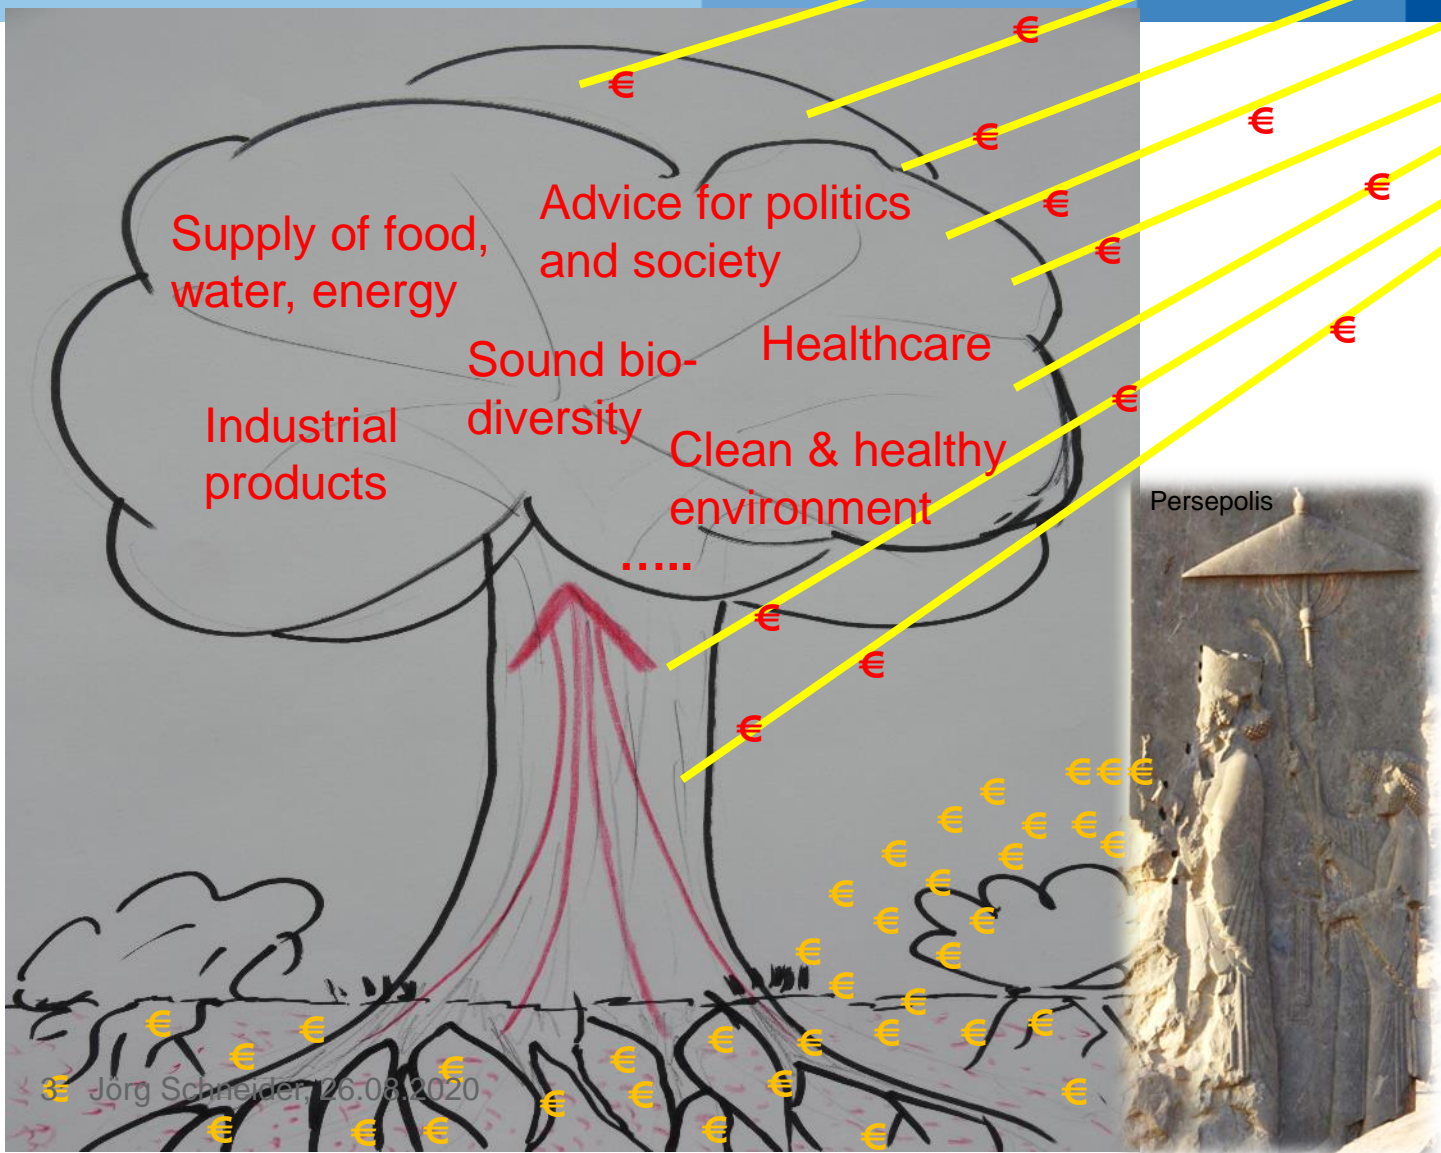 Supply of food,
water, energy
Advice for politics
and society
Sound bio-
diversity
Healthcare
Industrial
products
Clean & healthy
environment
.....
Persepolis
€ € € € € € € € € € € € €
€ € €
€
€ €
€ € €
€ €
€ €
€ €
€ €
€ €
€ € € € € €
€ € € € € €
€ € € € € €
€ € € € €
3 Jörg Schneider, 26.08.2020